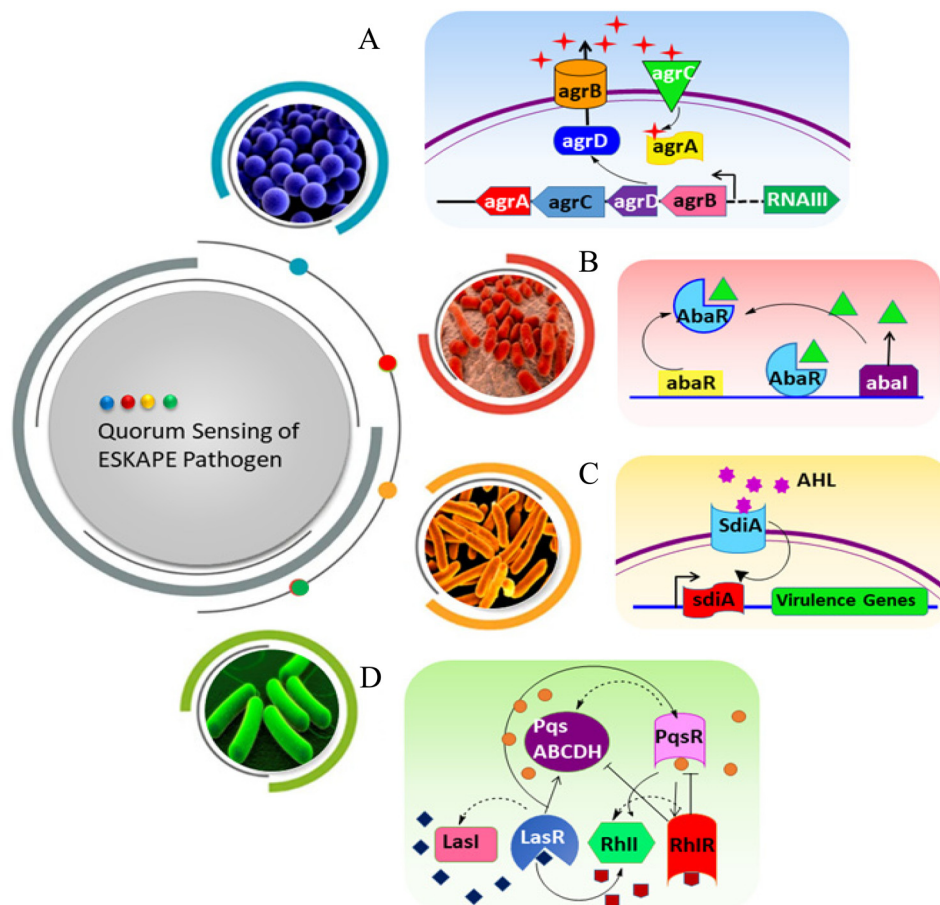 A
agrB
agrC
agrD
agrA
agrA
agrC
agrD
agrB
RNAIII
B
AbaR
AbaR
abaR
abaI
Quorum Sensing of
ESKAPE Pathogen
C
AHL
SdiA
sdiA
Virulence Genes
D
Pqs
ABCDH
PqsR
LasI
LasR
RhlI
RhlR